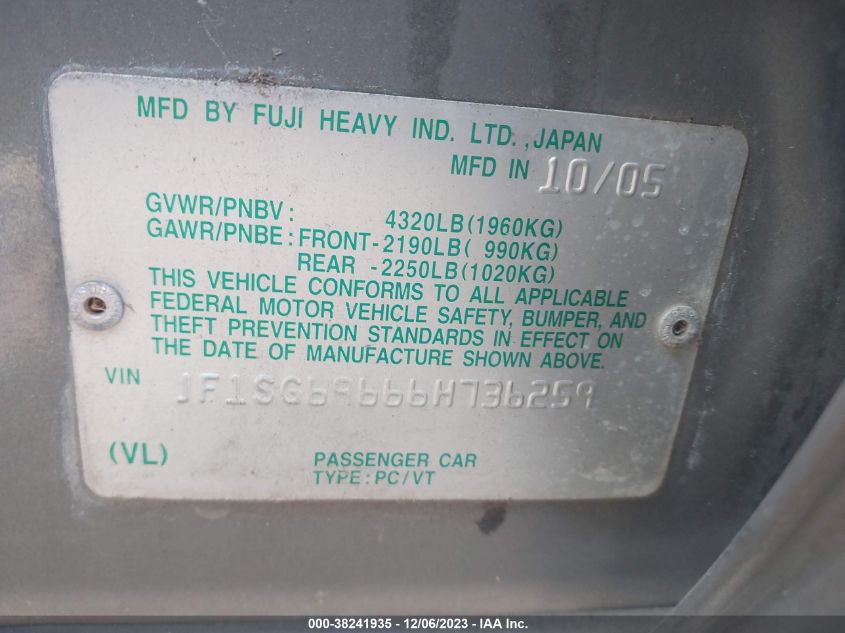 MFD BY FUJI HEAVY IND. LTD., JAPAN
MFD IN 10/05
GVWR/PNBV: 4320LB(1960KG)
GAWR/PNBE: FRONT-2190LB( 990KG)
REAR -2250LB(1020KG)
THIS VEHICLE CONFORMS TO ALL APPLICABLE
FEDERAL MOTOR VEHICLE SAFETY, BUMPER, AND
THEFT PREVENTION STANDARDS IN EFFECT ON
THE DATE OF MANUFACTURE SHOWN ABOVE.
VIN JF1SG69666H736259
(VL) PASSENGER CAR
TYPE: PC/VT
000-38241935 - 12/06/2023 - IAA Inc.